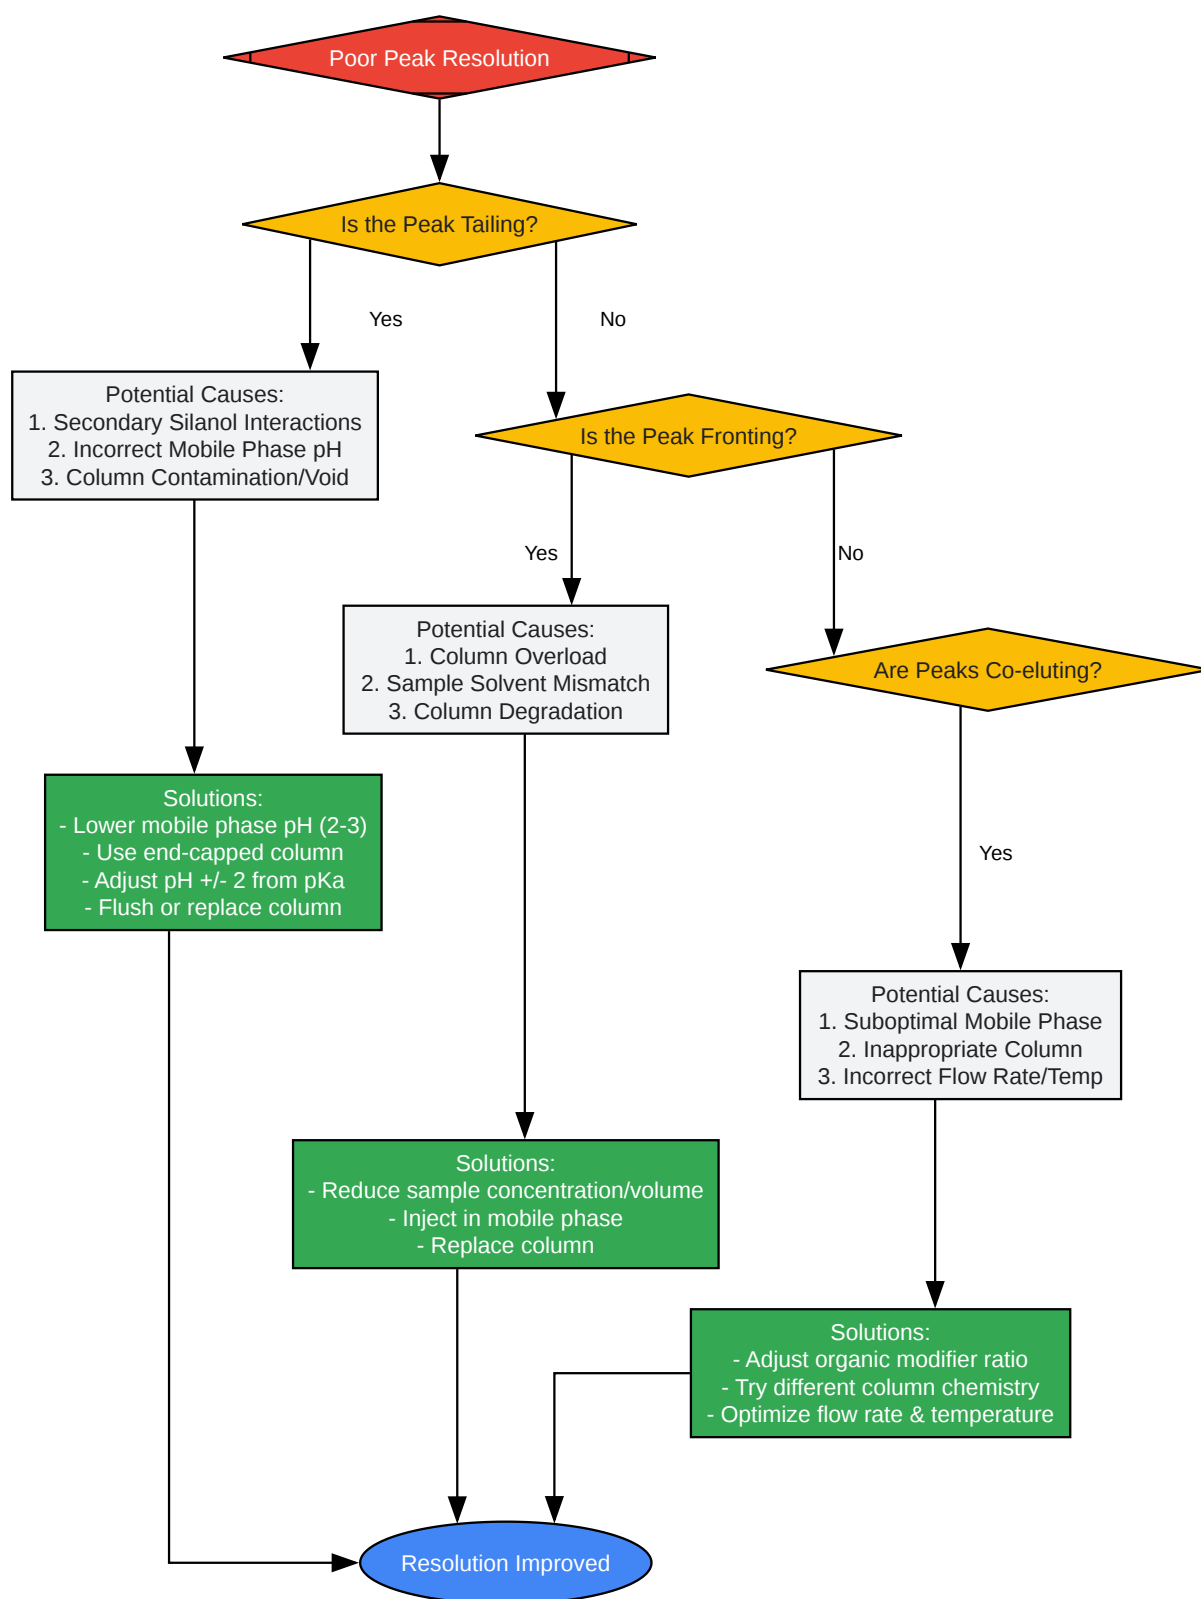 Poor Peak Resolution
Is the Peak Tailing?
Yes
No
Potential Causes:
1. Secondary Silanol Interactions
2. Incorrect Mobile Phase pH
3. Column Contamination/Void
Is the Peak Fronting?
Yes
No
Potential Causes:
1. Column Overload
2. Sample Solvent Mismatch
3. Column Degradation
Are Peaks Co-eluting?
Solutions:
- Lower mobile phase pH (2-3)
- Use end-capped column
- Adjust pH +/- 2 from pKa
- Flush or replace column
Yes
Potential Causes:
1. Suboptimal Mobile Phase
2. Inappropriate Column
3. Incorrect Flow Rate/Temp
Solutions:
- Reduce sample concentration/volume
- Inject in mobile phase
- Replace column
Solutions:
- Adjust organic modifier ratio
- Try different column chemistry
- Optimize flow rate & temperature
Resolution Improved